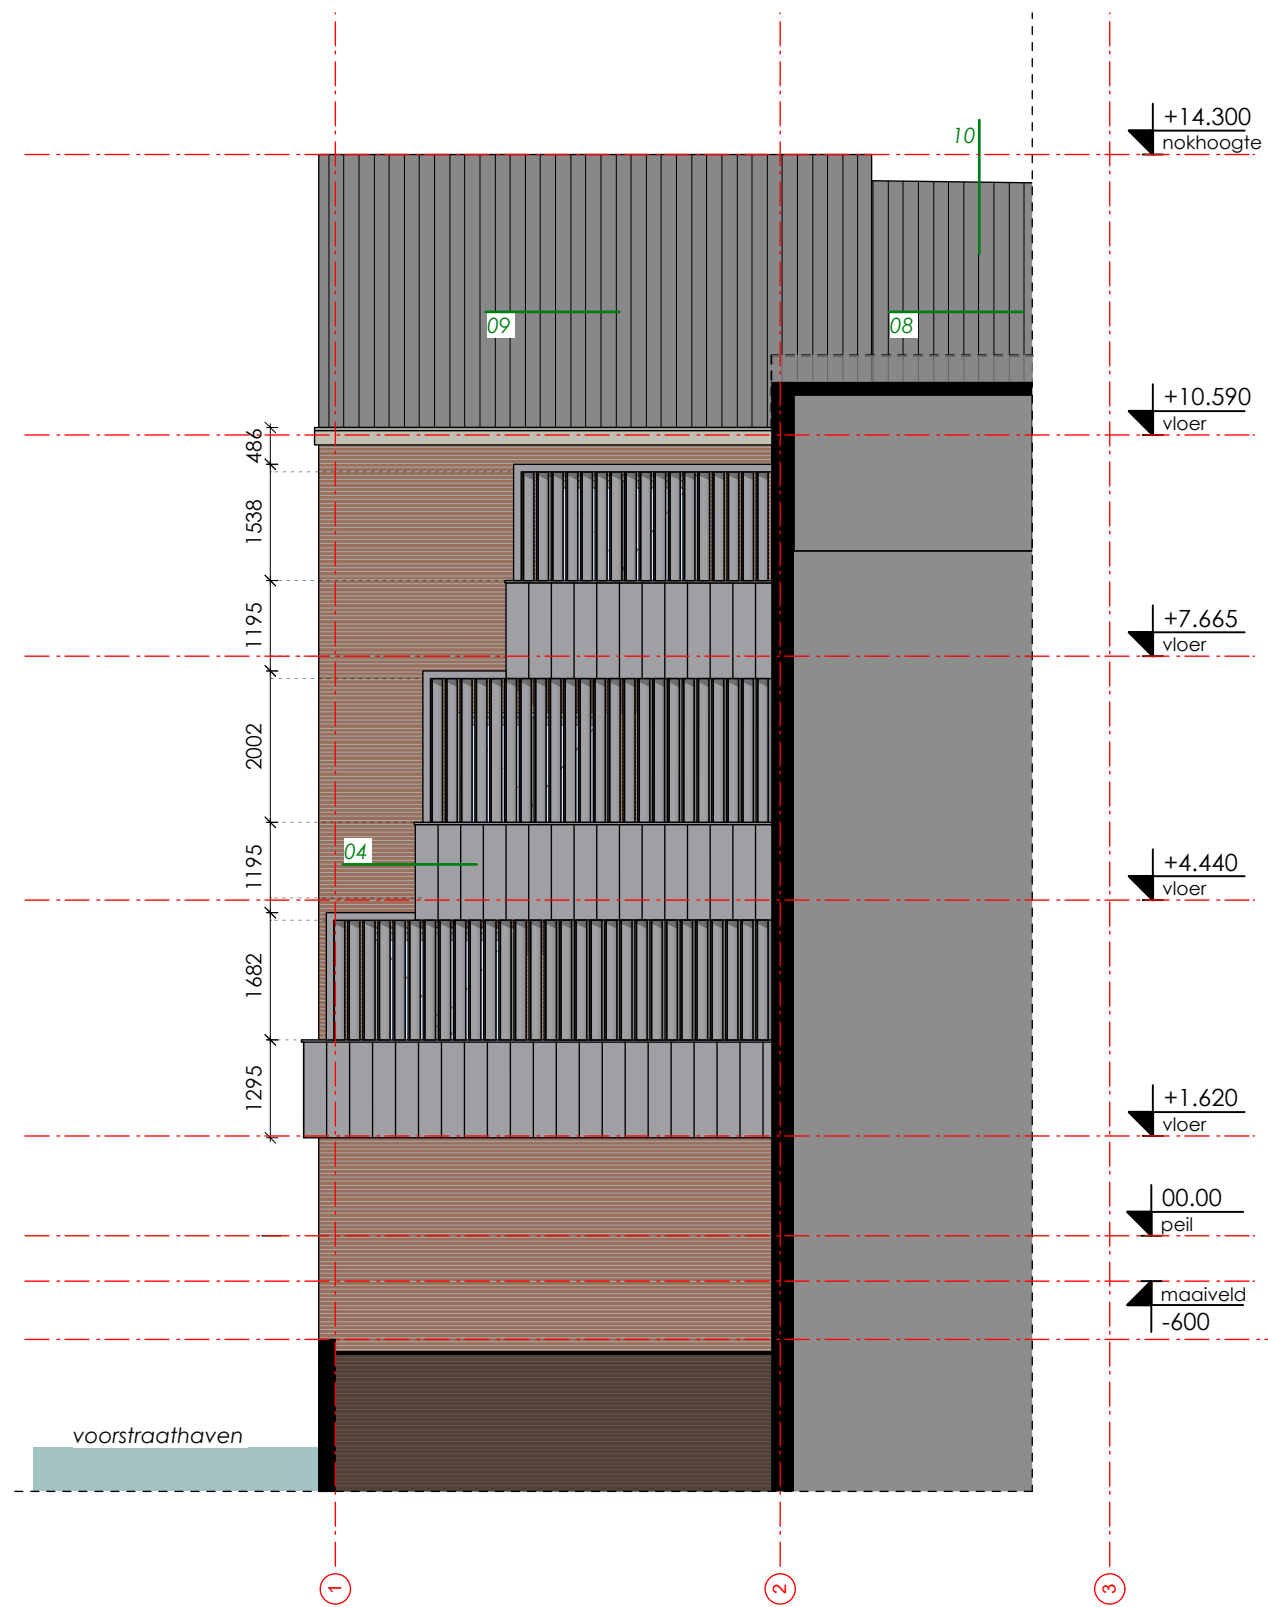 +14.300
nokhoogte
10
09
08
+10.590
vloer
486
1538
+7.665
vloer
1195
2002
04
+4.440
vloer
1195
1682
+1.620
vloer
1295
00.00
peil
maaiveld
-600
voorstraathaven
1
2
3